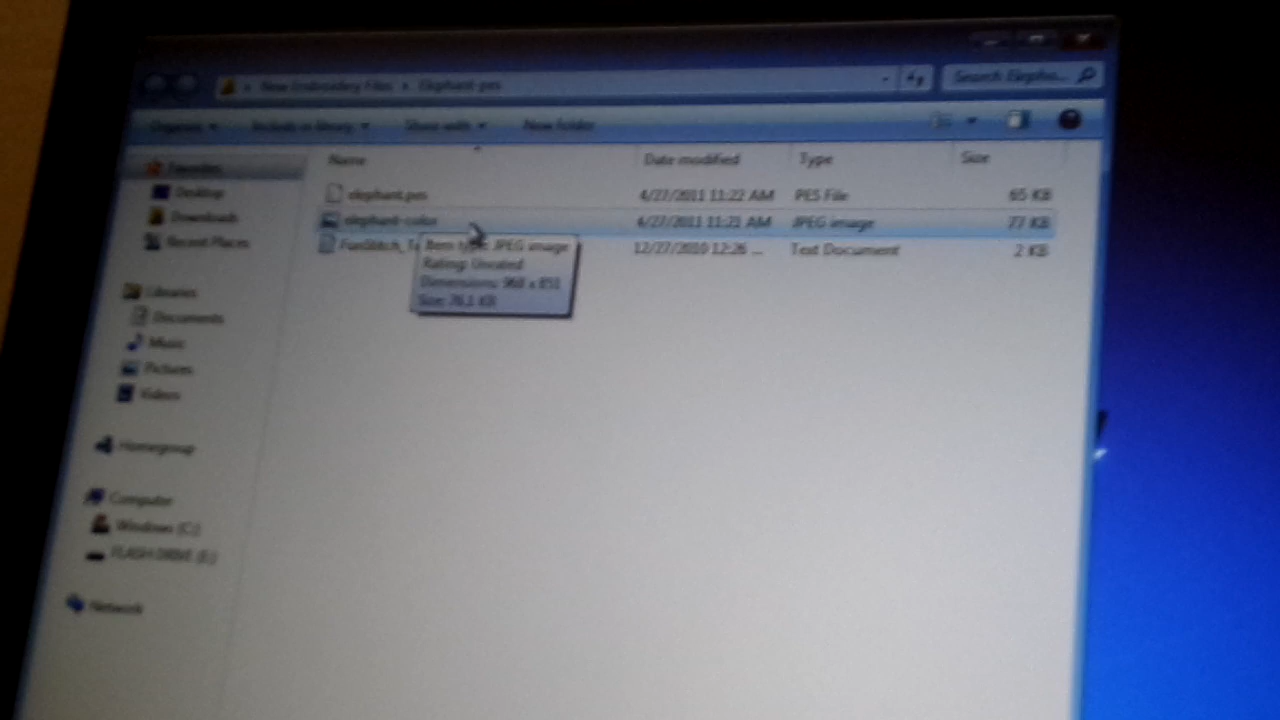 New Embroidery Files Elephant-pes Search Elepha...
Organize Include in library Share with New folder
Name Date modified Type Size
elephant.pes 4/27/2011 11:22 AM PES File 65 KB
elephant-color 4/27/2011 11:21 AM JPEG image 77 KB
FunStitch_Te 12/27/2010 12:26 ... Text Document 2 KB
Item type: JPEG image
Rating: Unrated
Dimensions: 968 x 851
Size: 76.1 KB
Favorites
Desktop
Downloads
Recent Places
Libraries
Documents
Music
Pictures
Videos
Homegroup
Computer
Windows (C:)
FLASH DRIVE (E:)
Network